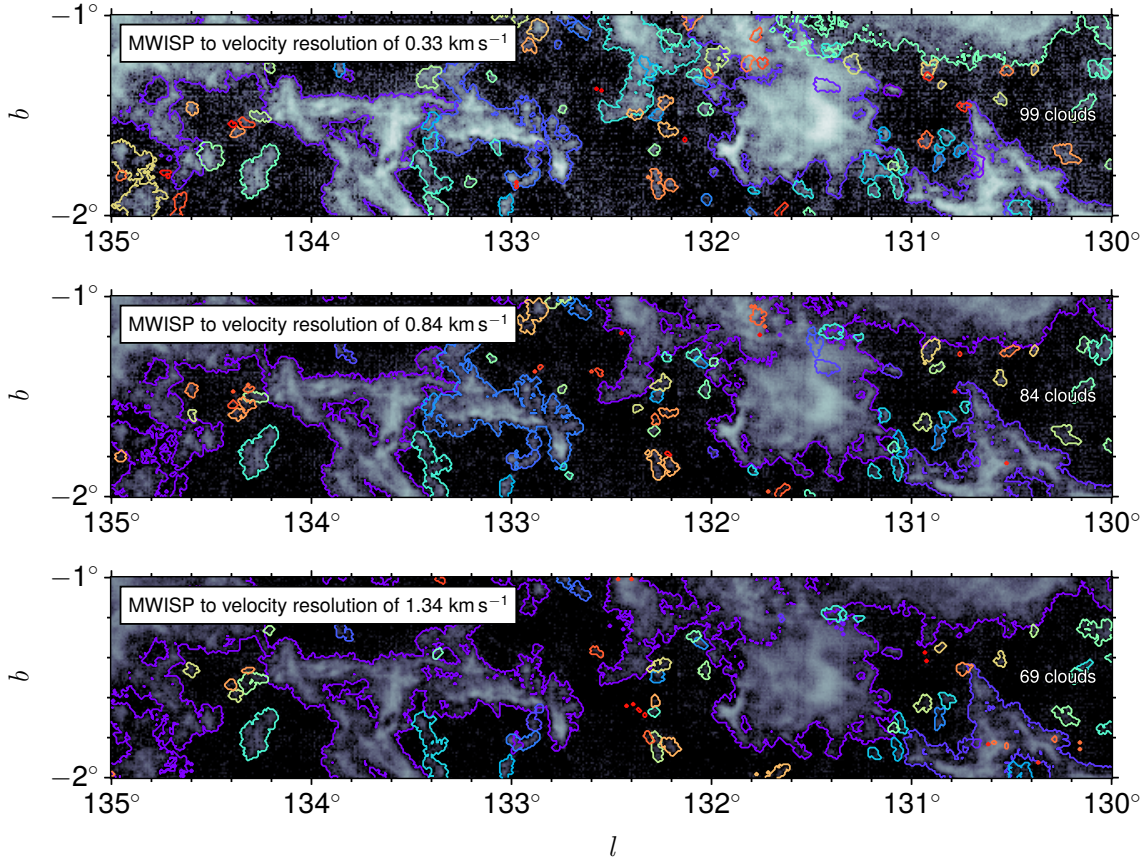 −1°
MWISP to velocity resolution of 0.33 km s⁻¹
b
99 clouds
−2°
135° 134° 133° 132° 131° 130°
−1°
MWISP to velocity resolution of 0.84 km s⁻¹
b
84 clouds
−2°
135° 134° 133° 132° 131° 130°
−1°
MWISP to velocity resolution of 1.34 km s⁻¹
b
69 clouds
−2°
135° 134° 133° 132° 131° 130°
l